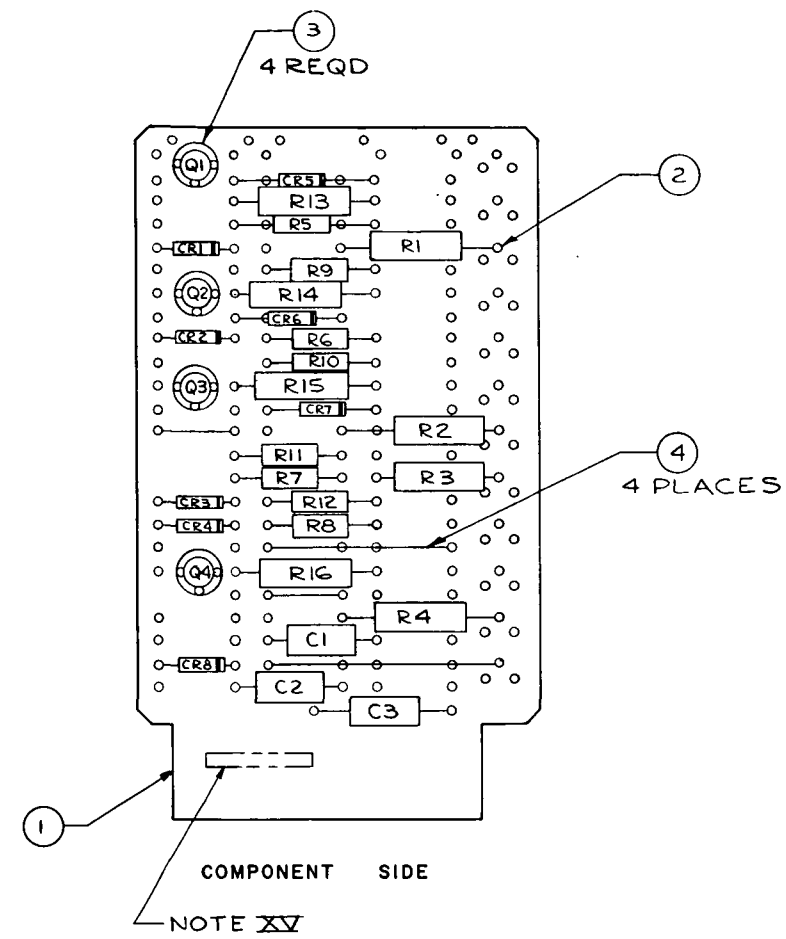 3
4 REQD
Q1
CR5
R13
2
R5
CR1
R1
R9
Q2
R14
CR6
CR2
R6
R10
Q3
R15
CR7
R2
R11
4
R7
R3
4 PLACES
CR3
R12
CR4
R8
Q4
R16
R4
C1
CR8
C2
C3
1
COMPONENT SIDE
NOTE XV